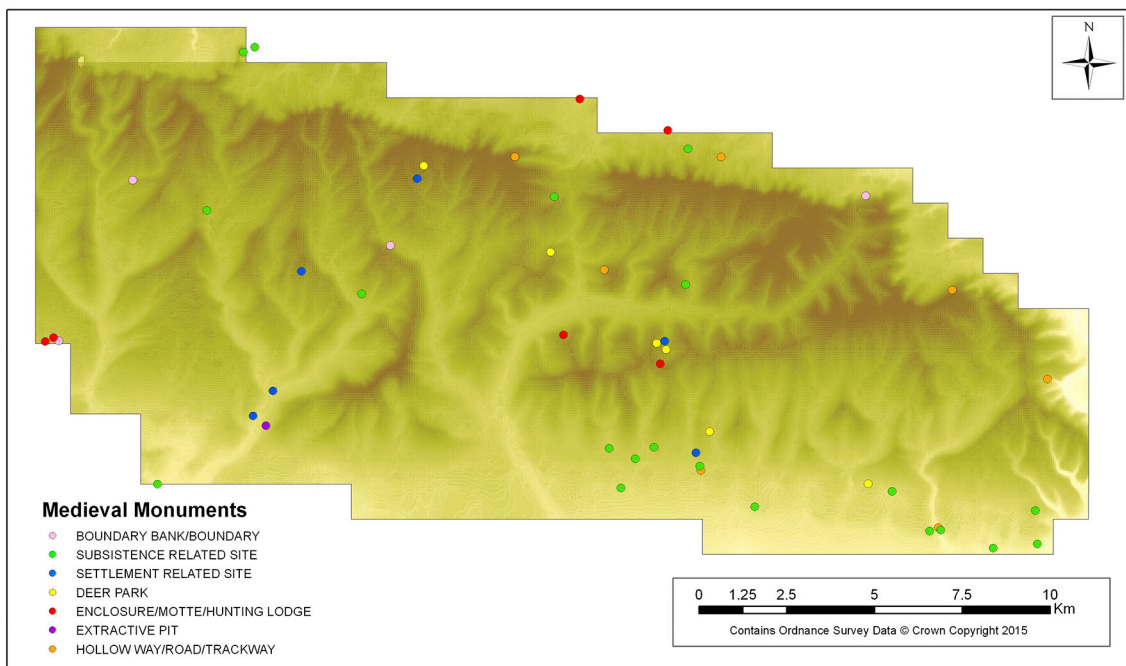 N
Medieval Monuments
BOUNDARY BANK/BOUNDARY
SUBSISTENCE RELATED SITE
SETTLEMENT RELATED SITE
DEER PARK
ENCLOSURE/MOTTE/HUNTING LODGE
EXTRACTIVE PIT
HOLLOW WAY/ROAD/TRACKWAY
0 1.25 2.5 5 7.5 10
Km
Contains Ordnance Survey Data © Crown Copyright 2015